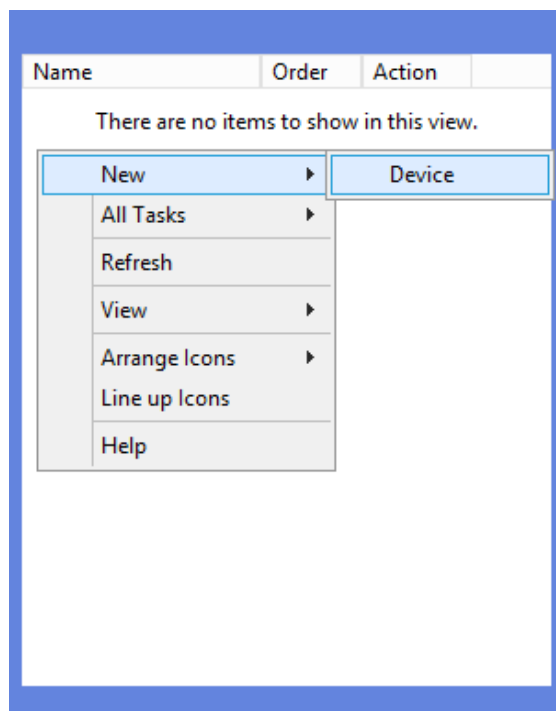 Name Order Action
There are no items to show in this view.
New Device
All Tasks
Refresh
View
Arrange Icons
Line up Icons
Help